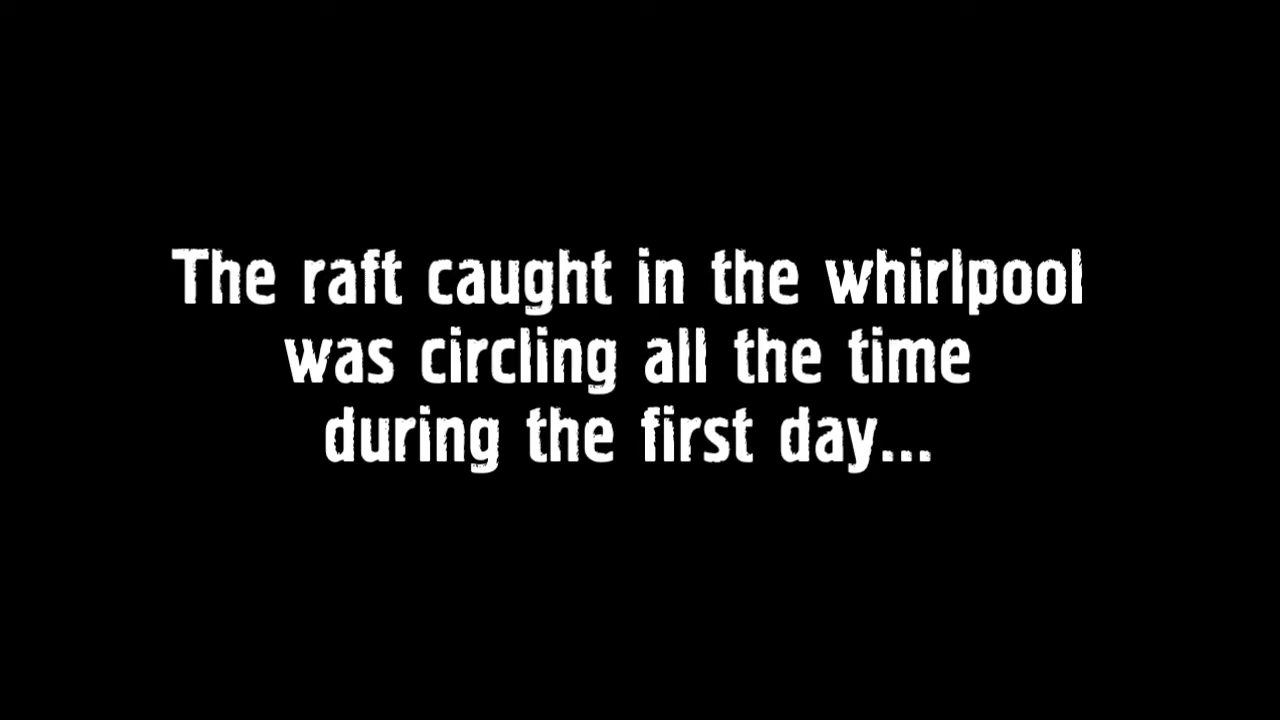 The raft caught in the whirlpool
was circling all the time
during the first day...